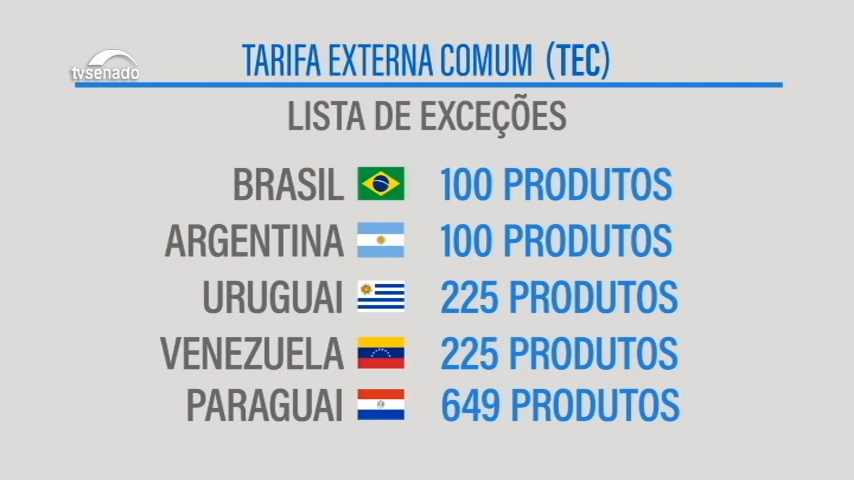 tvsenado
TARIFA EXTERNA COMUM (TEC)
LISTA DE EXCEÇÕES
BRASIL 100 PRODUTOS
ARGENTINA 100 PRODUTOS
URUGUAI 225 PRODUTOS
VENEZUELA 225 PRODUTOS
PARAGUAI 649 PRODUTOS